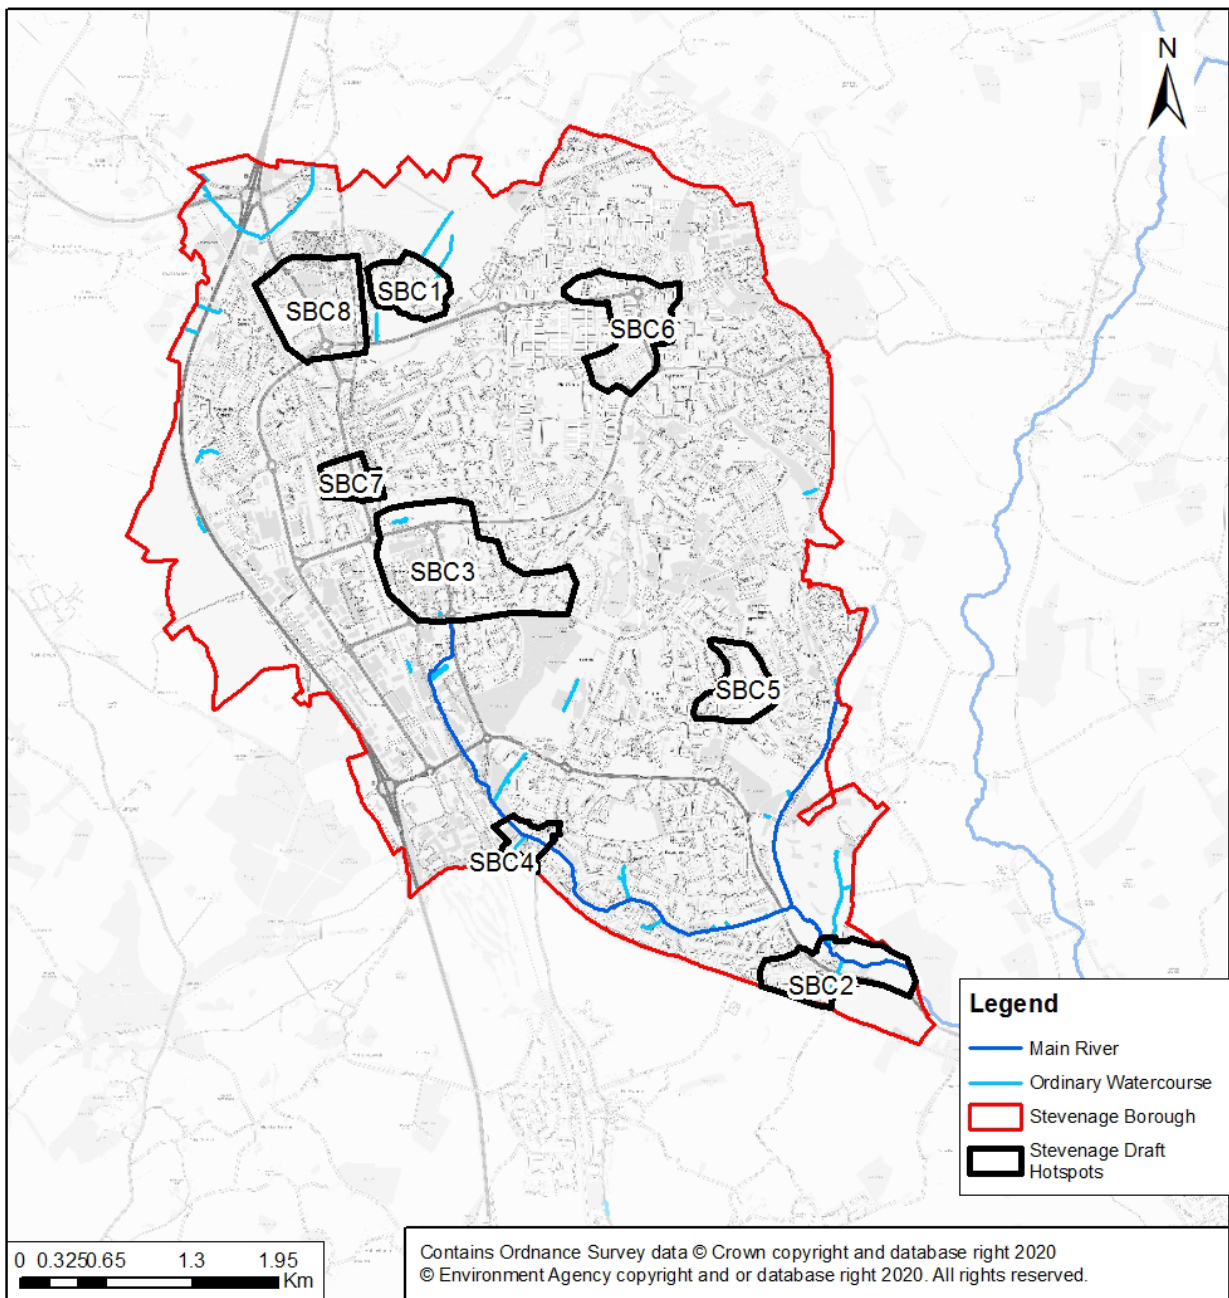 N
SBC1
SBC8
SBC6
SBC7
SBC3
SBC5
SBC4
SBC2
Legend
Main River
Ordinary Watercourse
Stevenage Borough
Stevenage Draft
Hotspots
0 0.3250.65 1.3 1.95
Km
Contains Ordnance Survey data © Crown copyright and database right 2020
© Environment Agency copyright and or database right 2020. All rights reserved.